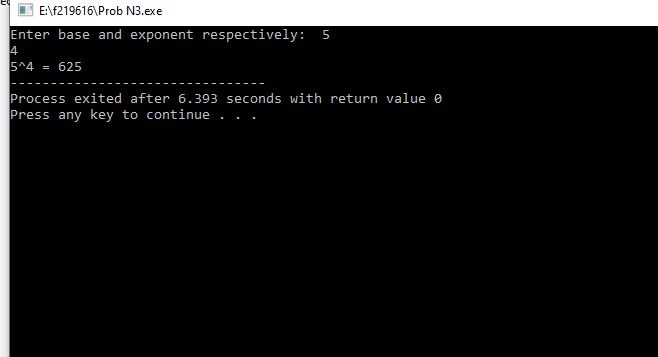 E:\f219616\Prob N3.exe
Enter base and exponent respectively:  5
4
5^4 = 625
--------------------------------
Process exited after 6.393 seconds with return value 0
Press any key to continue . . .